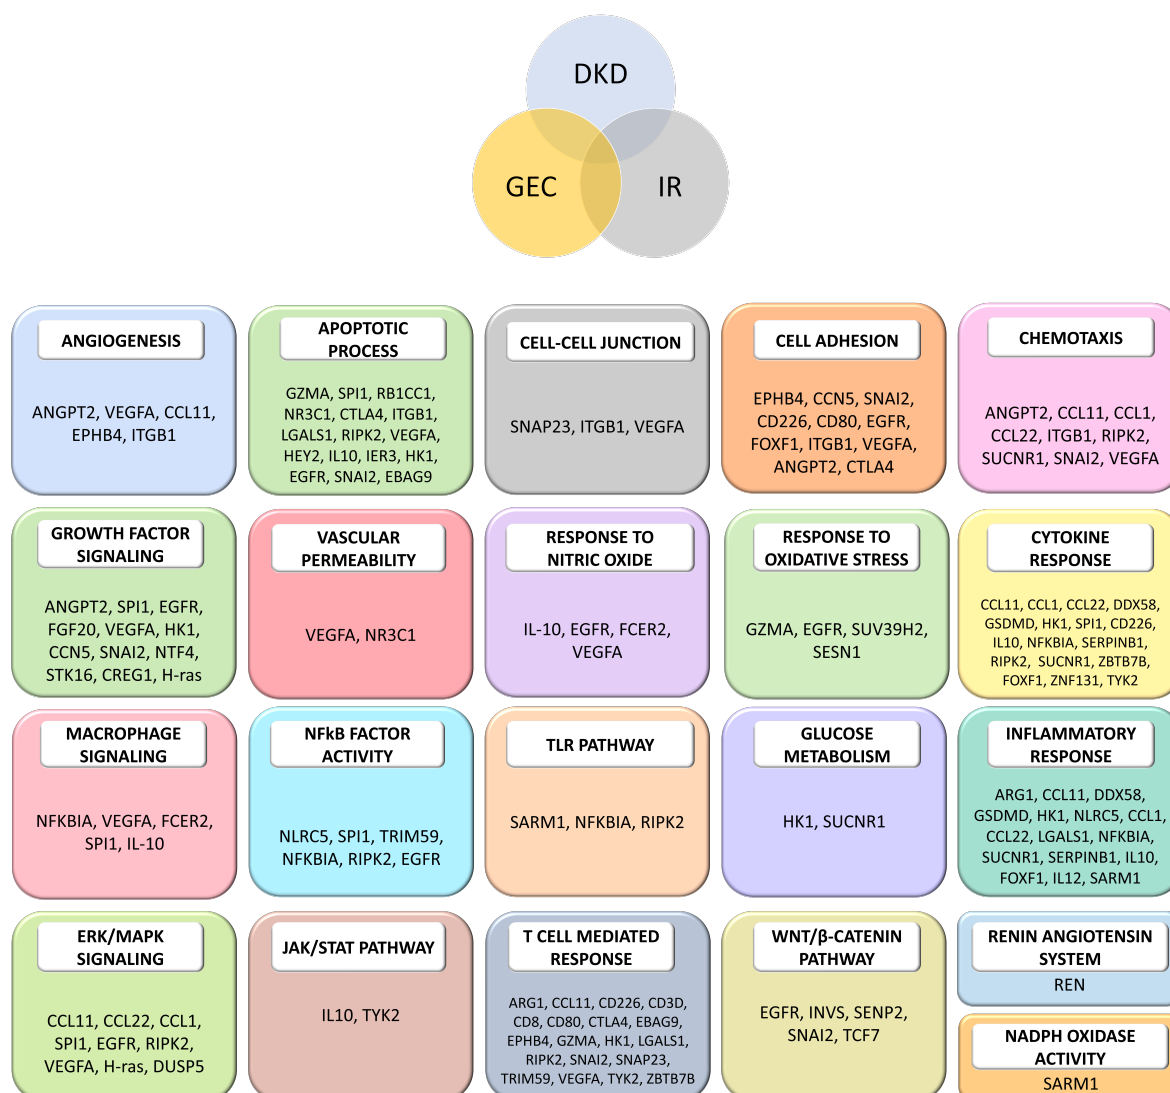 DKD
GEC
IR
ANGIOGENESIS
ANGPT2, VEGFA, CCL11,
EPHB4, ITGB1
APOPTOTIC
PROCESS
GZMA, SPI1, RB1CC1,
NR3C1, CTLA4, ITGB1,
LGALS1, RIPK2, VEGFA,
HEY2, IL10, IER3, HK1,
EGFR, SNAI2, EBAG9
CELL-CELL JUNCTION
SNAP23, ITGB1, VEGFA
CELL ADHESION
EPHB4, CCN5, SNAI2,
CD226, CD80, EGFR,
FOXF1, ITGB1, VEGFA,
ANGPT2, CTLA4
CHEMOTAXIS
ANGPT2, CCL11, CCL1,
CCL22, ITGB1, RIPK2,
SUCNR1, SNAI2, VEGFA
GROWTH FACTOR
SIGNALING
ANGPT2, SPI1, EGFR,
FGF20, VEGFA, HK1,
CCN5, SNAI2, NTF4,
STK16, CREG1, H-ras
VASCULAR
PERMEABILITY
VEGFA, NR3C1
RESPONSE TO
NITRIC OXIDE
IL-10, EGFR, FCER2,
VEGFA
RESPONSE TO
OXIDATIVE STRESS
GZMA, EGFR, SUV39H2,
SESN1
CYTOKINE
RESPONSE
CCL11, CCL1, CCL22, DDX58,
GSDMD, HK1, SPI1, CD226,
IL10, NFKBIA, SERPINB1,
RIPK2, SUCNR1, ZBTB7B,
FOXF1, ZNF131, TYK2
MACROPHAGE
SIGNALING
NFKBIA, VEGFA, FCER2,
SPI1, IL-10
NFkB FACTOR
ACTIVITY
NLRC5, SPI1, TRIM59,
NFKBIA, RIPK2, EGFR
TLR PATHWAY
SARM1, NFKBIA, RIPK2
GLUCOSE
METABOLISM
HK1, SUCNR1
INFLAMMATORY
RESPONSE
ARG1, CCL11, DDX58,
GSDMD, HK1, NLRC5, CCL1,
CCL22, LGALS1, NFKBIA,
SUCNR1, SERPINB1, IL10,
FOXF1, IL12, SARM1
ERK/MAPK
SIGNALING
CCL11, CCL22, CCL1,
SPI1, EGFR, RIPK2,
VEGFA, H-ras, DUSP5
JAK/STAT PATHWAY
IL10, TYK2
T CELL MEDIATED
RESPONSE
ARG1, CCL11, CD226, CD3D,
CD8, CD80, CTLA4, EBAG9,
EPHB4, GZMA, HK1, LGALS1,
RIPK2, SNAI2, SNAP23,
TRIM59, VEGFA, TYK2, ZBTB7B
WNT/β-CATENIN
PATHWAY
EGFR, INVS, SENP2,
SNAI2, TCF7
RENIN ANGIOTENSIN
SYSTEM
REN
NADPH OXIDASE
ACTIVITY
SARM1